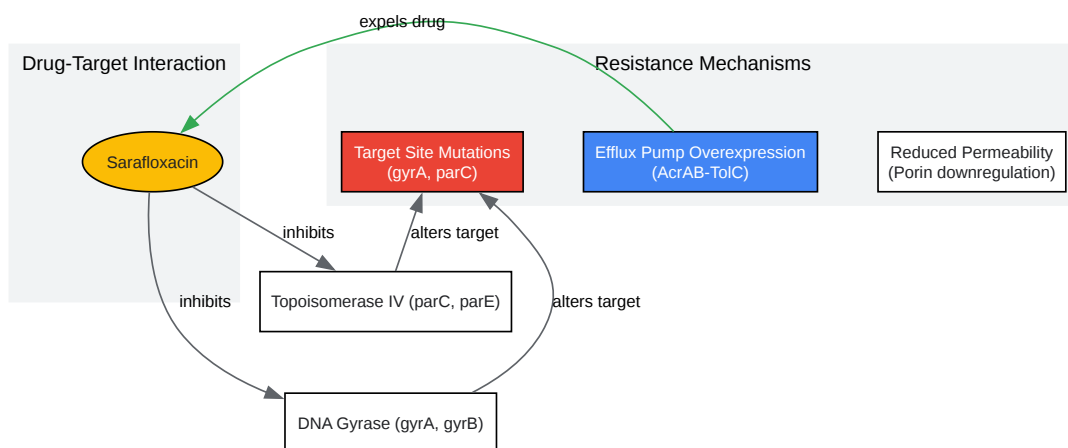 expels drug
Drug-Target Interaction
Resistance Mechanisms
Sarafloxacin
Target Site Mutations
(gyrA, parC)
Efflux Pump Overexpression
(AcrAB-TolC)
Reduced Permeability
(Porin downregulation)
inhibits
alters target
Topoisomerase IV (parC, parE)
inhibits
alters target
DNA Gyrase (gyrA, gyrB)